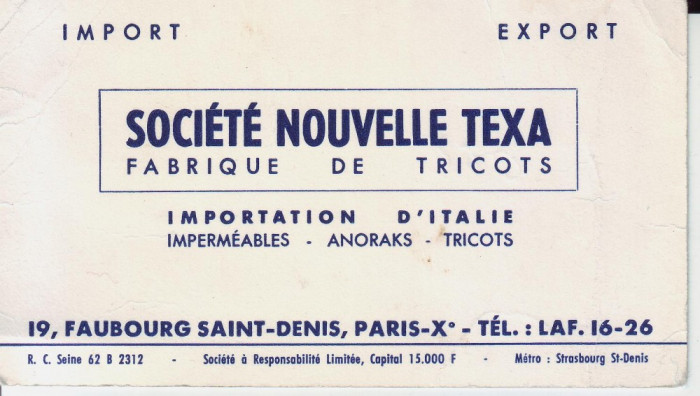 IMPORT EXPORT
SOCIÉTÉ NOUVELLE TEXA
FABRIQUE DE TRICOTS
IMPORTATION D'ITALIE
IMPERMÉABLES - ANORAKS - TRICOTS
19, FAUBOURG SAINT-DENIS, PARIS-X° - TÉL. : LAF. 16-26
R. C. Seine 62 B 2312 - Société à Responsabilité Limitée, Capital 15.000 F - Métro : Strasbourg St-Denis